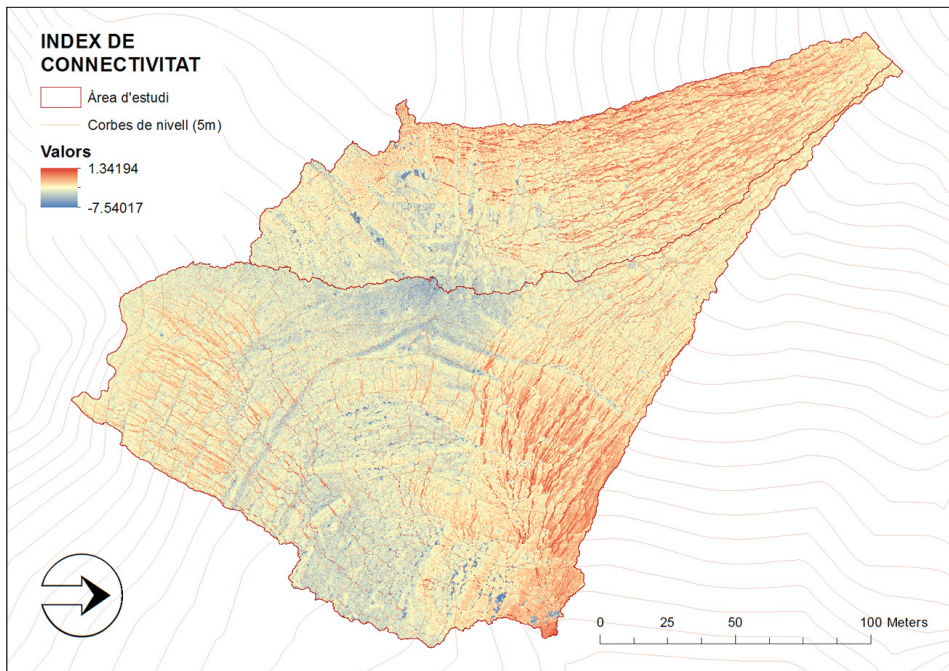 INDEX DE
CONNECTIVITAT
Àrea d'estudi
Corbes de nivell (5m)
Valors
1.34194
-7.54017
0 25 50 100 Meters